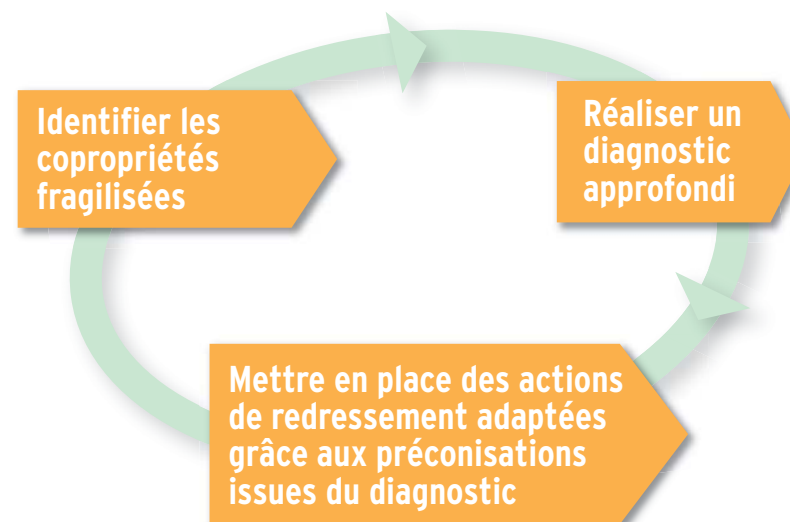 Identifier les
copropriétés
fragilisées
Réaliser un
diagnostic
approfondi
Mettre en place des actions
de redressement adaptées
grâce aux préconisations
issues du diagnostic